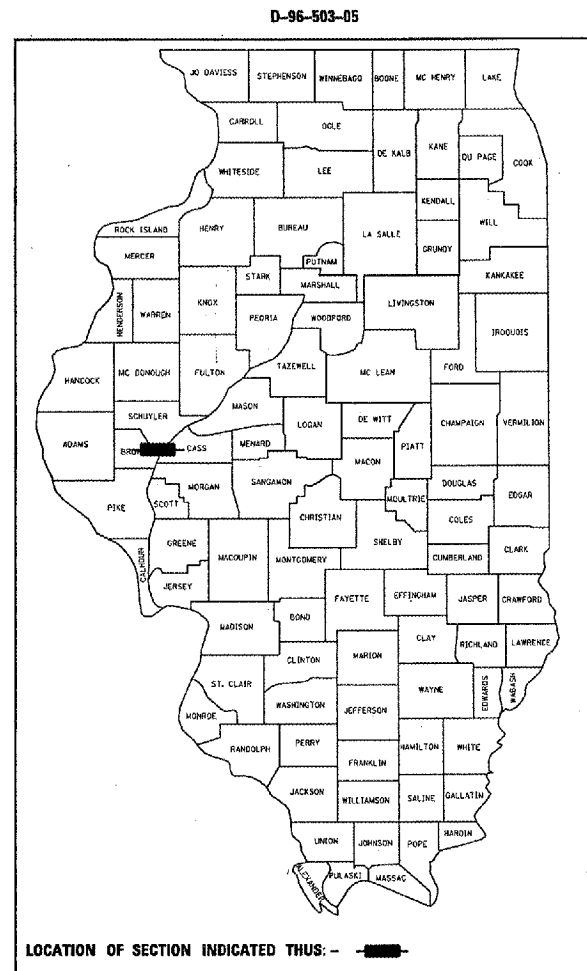 D-96-503-05
JO DAVIESS
STEPHENSON
WINNEBAGO
BOONE
MC HENRY
LAKE
CARROLL
OGLE
DE KALB
KANE
DU PAGE
COOK
WHITESIDE
LEE
KENDALL
WILL
ROCK ISLAND
HENRY
BUREAU
LA SALLE
GRUNDY
MERCER
PUTNAM
KANKAKEE
STARK
MARSHALL
HENDERSON
WARREN
KNOX
PEORIA
WOODFORD
LIVINGSTON
IROQUOIS
HANCOCK
MC DONOUGH
FULTON
TAZEWELL
MC LEAN
FORD
SCHUYLER
MASON
LOGAN
DE WITT
CHAMPAIGN
VERMILION
ADAMS
CASS
MENARD
PIATT
MACON
PIKE
SCOTT
MORGAN
SANGAMON
MOULTRIE
DOUGLAS
EDGAR
CHRISTIAN
COLES
GREENE
SHELBY
CALHOUN
MACOUPIN
MONTGOMERY
CUMBERLAND
CLARK
JERSEY
FAYETTE
EFFINGHAM
JASPER
CRAWFORD
BOND
MADISON
CLAY
RICHLAND
LAWRENCE
MARION
CLINTON
ST. CLAIR
WAYNE
EDWARDS
WABASH
WASHINGTON
JEFFERSON
MONROE
RANDOLPH
PERRY
HAMILTON
WHITE
FRANKLIN
JACKSON
WILLIAMSON
SALINE
GALLATIN
UNION
JOHNSON
POPE
HARDIN
ALEXANDER
PULASKI
MASSAC
LOCATION OF SECTION INDICATED THUS: -